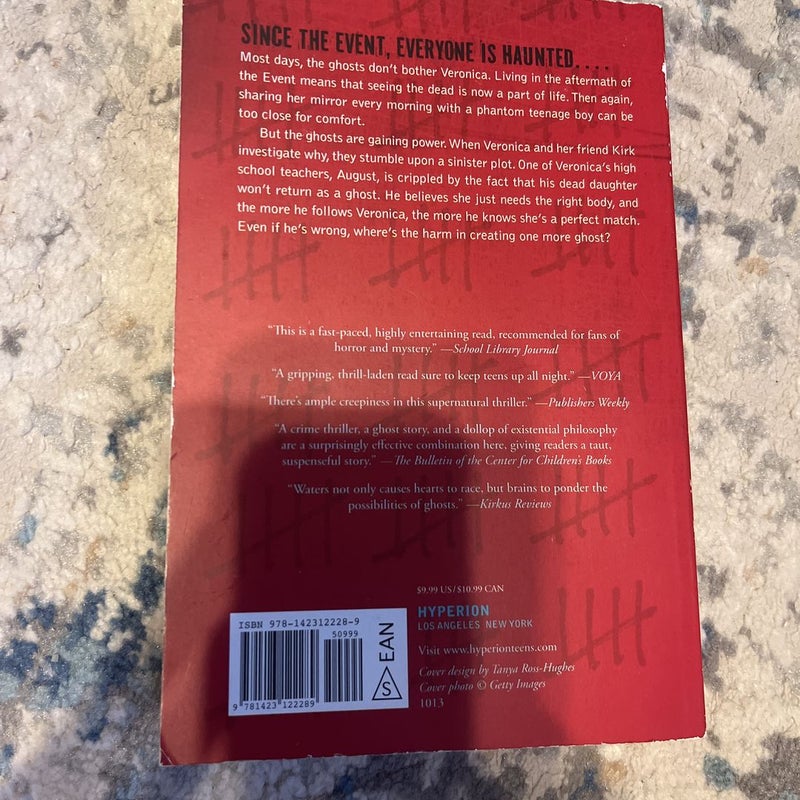 SINCE THE EVENT, EVERYONE IS HAUNTED....
Most days, the ghosts don't bother Veronica. Living in the aftermath of
the Event means that seeing the dead is now a part of life. Then again,
sharing her mirror every morning with a phantom teenage boy can be
too close for comfort.
But the ghosts are gaining power. When Veronica and her friend Kirk
investigate why, they stumble upon a sinister plot. One of Veronica's high
school teachers, August, is crippled by the fact that his dead daughter
won't return as a ghost. He believes she just needs the right body, and
the more he follows Veronica, the more he knows she's a perfect match.
Even if he's wrong, where's the harm in creating one more ghost?
"This is a fast-paced, highly entertaining read, recommended for fans of
horror and mystery." —School Library Journal
"A gripping, thrill-laden read sure to keep teens up all night." —VOYA
"There's ample creepiness in this supernatural thriller." —Publishers Weekly
"A crime thriller, a ghost story, and a dollop of existential philosophy
are a surprisingly effective combination here, giving readers a taut,
suspenseful story." —The Bulletin of the Center for Children's Books
"Waters not only causes hearts to race, but brains to ponder the
possibilities of ghosts." —Kirkus Reviews
$9.99 US/$10.99 CAN
HYPERION
LOS ANGELES NEW YORK
Visit www.hyperionteens.com
Cover design by Tanya Ross-Hughes
Cover photo © Getty Images
1013
ISBN 978-142312228-9
50999
9 781423 122289
S EAN